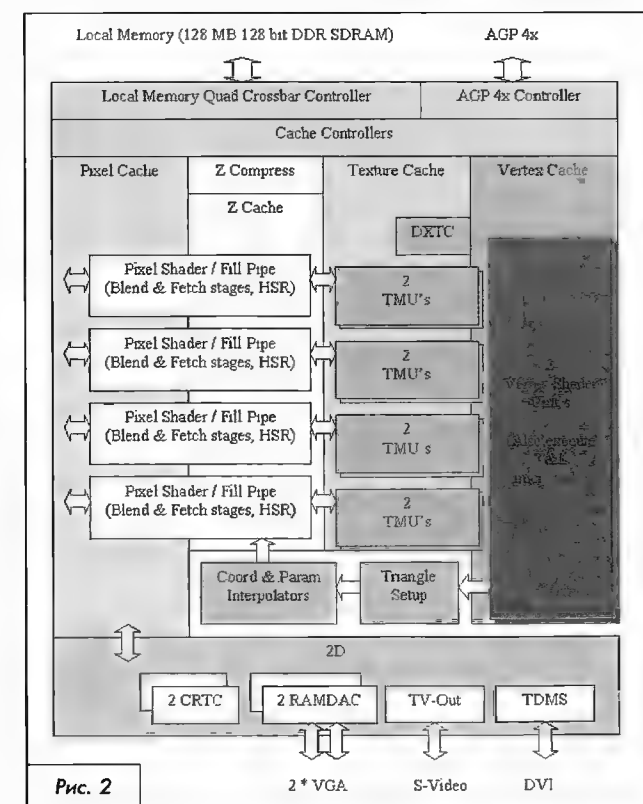 Local Memory (128 MB 128 bit DDR SDRAM) AGP 4x
Local Memory Quad Crossbar Controller AGP 4x Controller
Cache Controllers
Pixel Cache Z Compress Texture Cache Vertex Cache
Z Cache
DXTC
Pixel Shader / Fill Pipe
(Blend & Fetch stages, HSR)
2
TMU's
Pixel Shader / Fill Pipe
(Blend & Fetch stages, HSR)
2
TMU's
Pixel Shader / Fill Pipe
(Blend & Fetch stages, HSR)
2
TMU's
Pixel Shader / Fill Pipe
(Blend & Fetch stages, HSR)
2
TMU's
Vertex Shader
Coord & Param
Interpolators
Triangle
Setup
2D
2 CRTC 2 RAMDAC TV-Out TDMS
2 * VGA S-Video DVI
Рис. 2